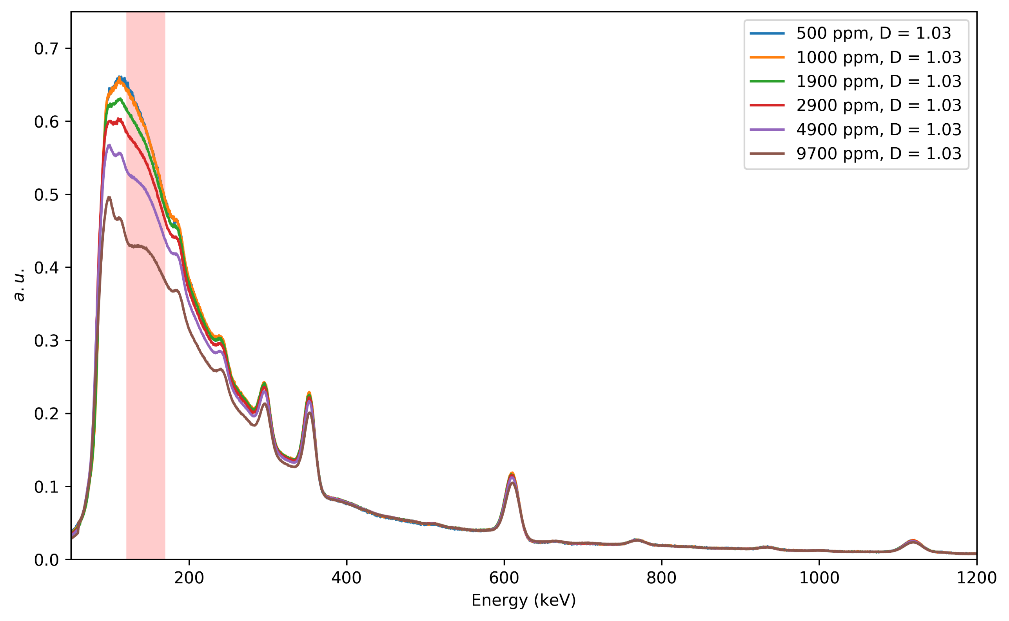 500 ppm, D = 1.03
1000 ppm, D = 1.03
1900 ppm, D = 1.03
2900 ppm, D = 1.03
4900 ppm, D = 1.03
9700 ppm, D = 1.03
0.7
0.6
0.5
0.4
0.3
0.2
0.1
0.0
a.u.
200 400 600 800 1000 1200
Energy (keV)